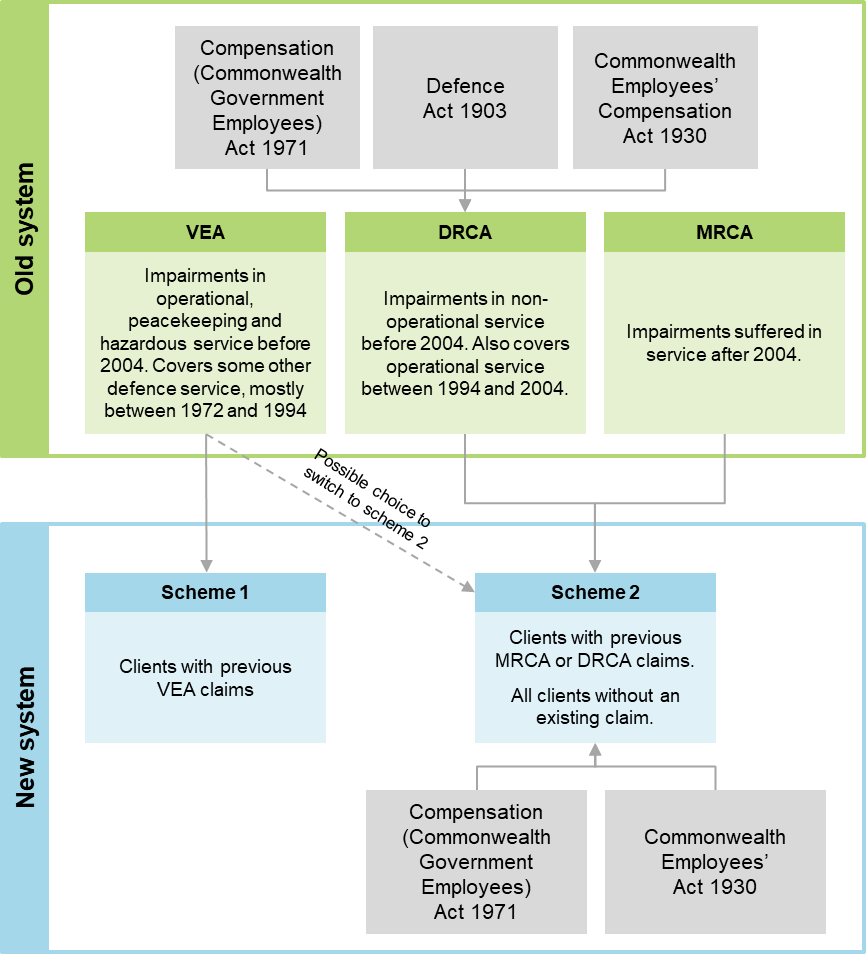 Old system
Compensation
(Commonwealth
Government
Employees)
Act 1971
Defence
Act 1903
Commonwealth
Employees’
Compensation
Act 1930
VEA
Impairments in
operational,
peacekeeping and
hazardous service before
2004. Covers some other
defence service, mostly
between 1972 and 1994
DRCA
Impairments in non-
operational service
before 2004. Also covers
operational service
between 1994 and 2004.
MRCA
Impairments suffered in
service after 2004.
Possible choice to
switch to scheme 2
New system
Scheme 1
Clients with previous
VEA claims
Scheme 2
Clients with previous
MRCA or DRCA claims.
All clients without an
existing claim.
Compensation
(Commonwealth
Government
Employees)
Act 1971
Commonwealth
Employees’
Act 1930